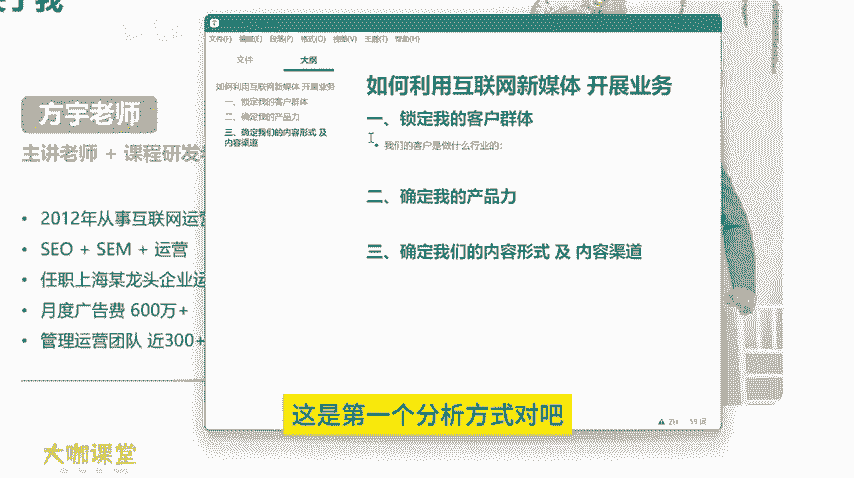 于我
方宇老师
主讲老师 + 课程研发
• 2012年从事互联网运营
• SEO + SEM + 运营
• 任职上海某龙头企业运
• 月度广告费 600万+
• 管理运营团队 近300+
大咖课堂
文件(F) 编辑(E) 段落(P) 格式(O) 视图(V) 主题(T) 帮助(H)
文件 大纲
如何利用互联网新媒体 开展业务
一、锁定我的客户群体
二、确定我的产品力
三、确定我们的内容形式 及
内容渠道
如何利用互联网新媒体 开展业务
一、锁定我的客户群体
• 我们的客户是做什么行业的:
二、确定我的产品力
三、确定我们的内容形式 及 内容渠道
59 词
这是第一个分析方式对吧